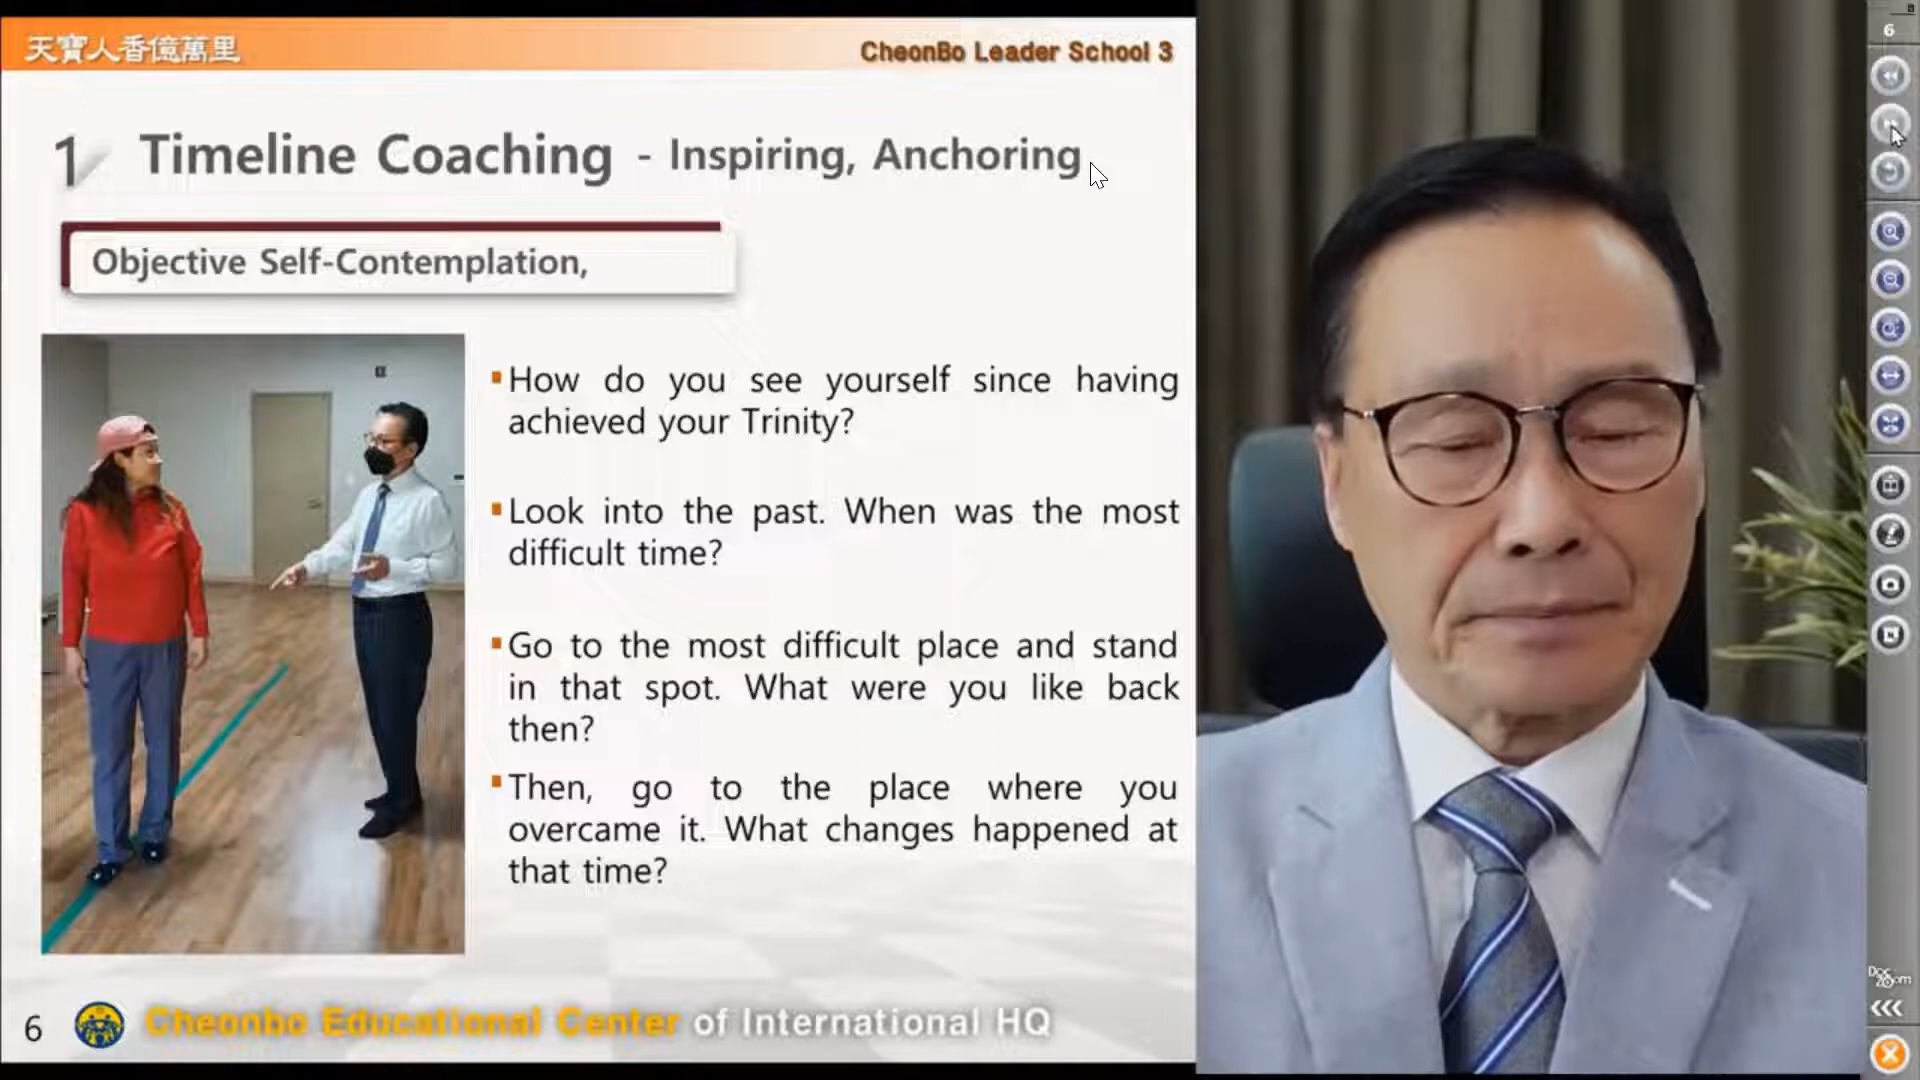 天寶人香億萬里
CheonBo Leader School 3
1 Timeline Coaching - Inspiring, Anchoring
Objective Self-Contemplation,
▪How do you see yourself since having
achieved your Trinity?
▪Look into the past. When was the most
difficult time?
▪Go to the most difficult place and stand
in that spot. What were you like back
then?
▪Then, go to the place where you
overcame it. What changes happened at
that time?
6 Cheonbo Educational Center of International HQ
6